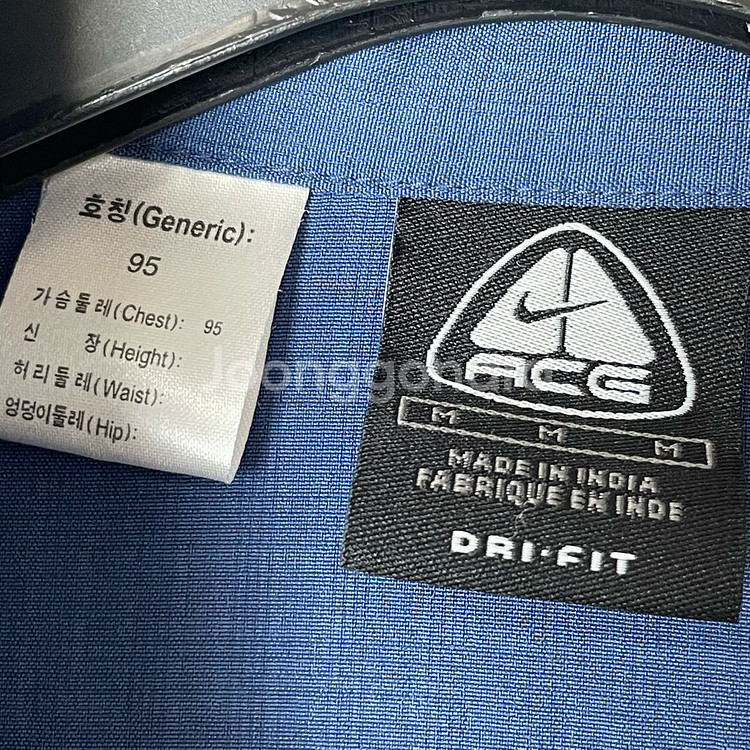 호칭(Generic):
95
가슴둘레(Chest): 95
신 장(Height):
허리둘레(Waist):
엉덩이둘레(Hip):
ACG
M M M
MADE IN INDIA
FABRIQUE EN INDE
DRI-FIT